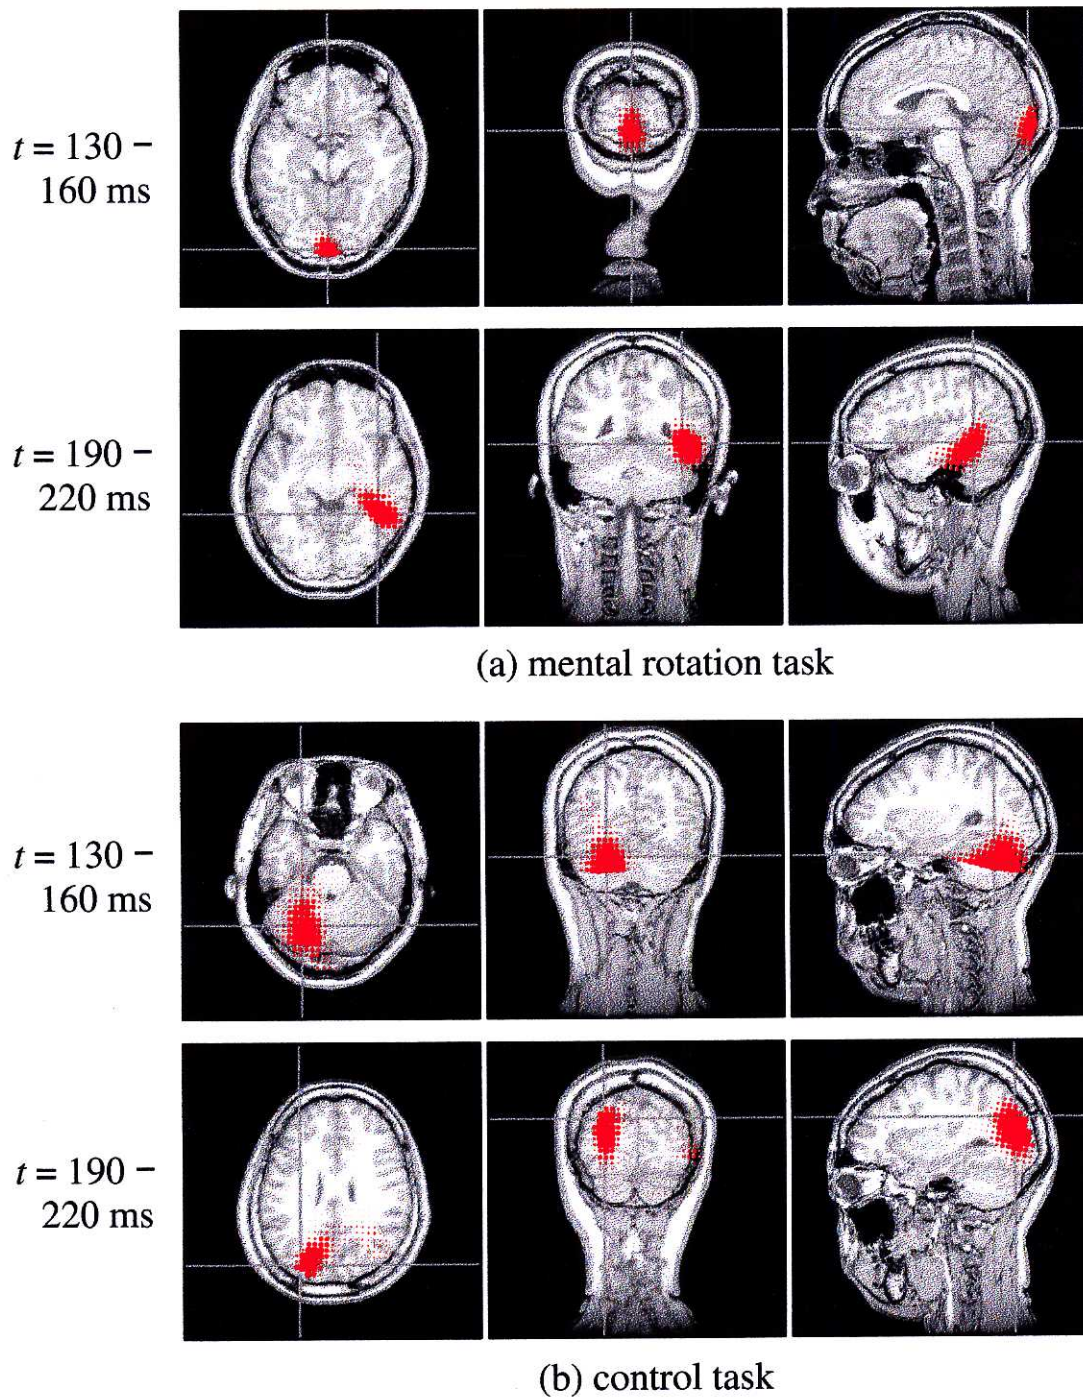 t = 130 –
160 ms
t = 190 –
220 ms
(a) mental rotation task
t = 130 –
160 ms
t = 190 –
220 ms
(b) control task